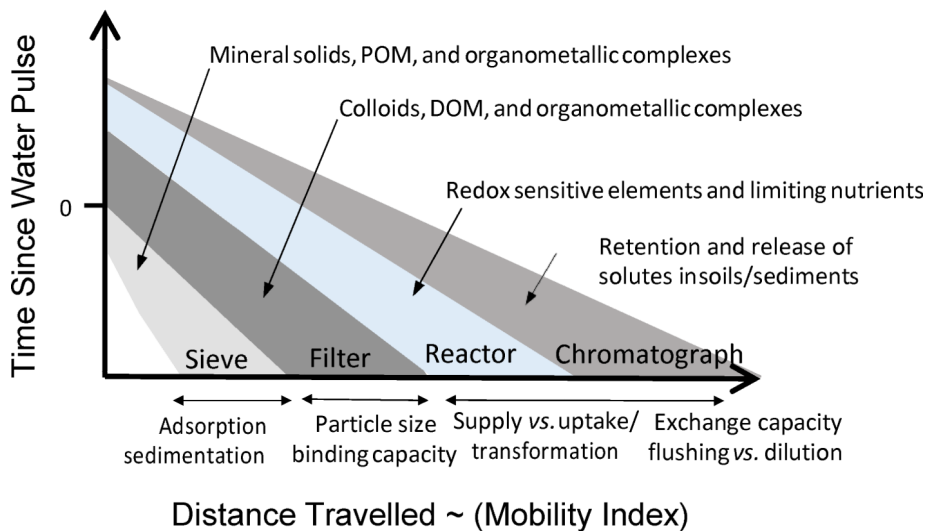 Mineral solids, POM, and organometallic complexes
Colloids, DOM, and organometallic complexes
Redox sensitive elements and limiting nutrients
Retention and release of
solutes insoils/sediments
Time Since Water Pulse
0
Sieve
Filter
Reactor
Chromatograph
Adsorption
sedimentation
Particle size
binding capacity
Supply vs. uptake/
transformation
Exchange capacity
flushing vs. dilution
Distance Travelled ~ (Mobility Index)